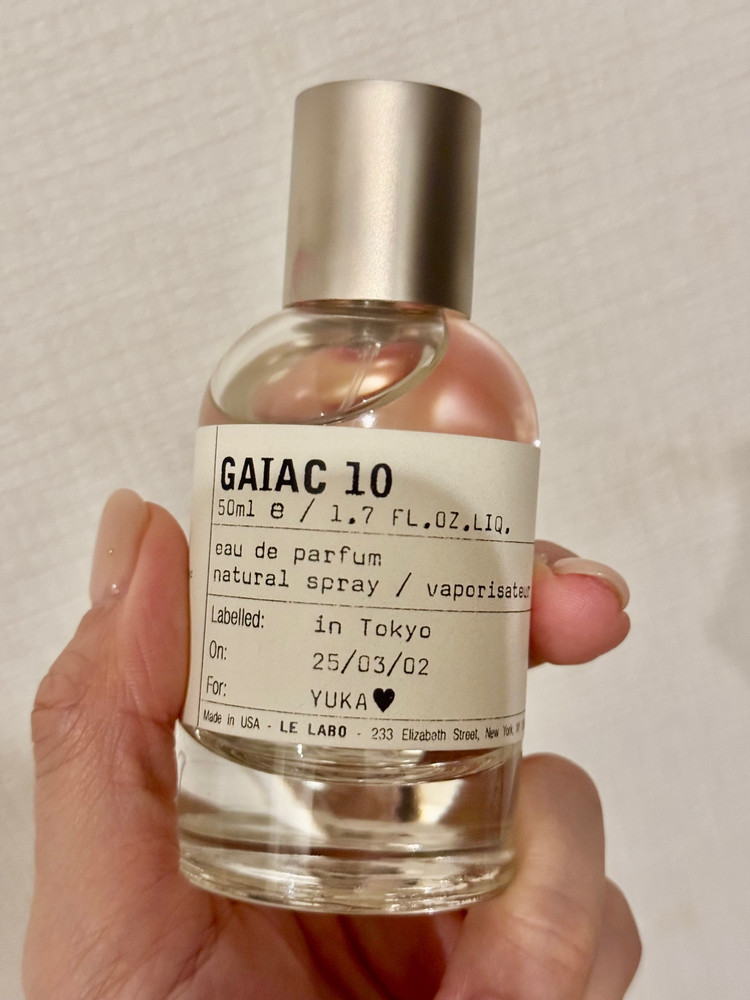 GAIAC 10
50ml e / 1.7 FL.OZ.LIQ.
eau de parfum
natural spray / vaporisateur
Labelled: in Tokyo
On: 25/03/02
For: YUKA♥
Made in USA - LE LABO - 233 Elizabeth Street, New York,